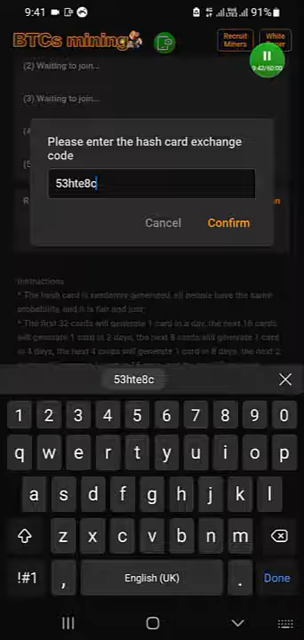 9:41
91%
BTCs mining
Recruit Miners
White Paper
9:42/60:00
(2) Waiting to join...
(3) Waiting to join...
Please enter the hash card exchange
code
53hte8c
Cancel
Confirm
Instructions
* The hash card is randomly generated, all people have the same
probability, and it is fair and just;
* The first 32 cards will generate 1 card in a day, the next 16 cards
will generate 1 card in 2 days, the next 8 cards will generate 1 card
in 4 days, the next 4 cards will generate 1 card in 8 days, the next 2
53hte8c
1 2 3 4 5 6 7 8 9 0
q w e r t y u i o p
a s d f g h j k l
z x c v b n m
!#1 , English (UK) . Done